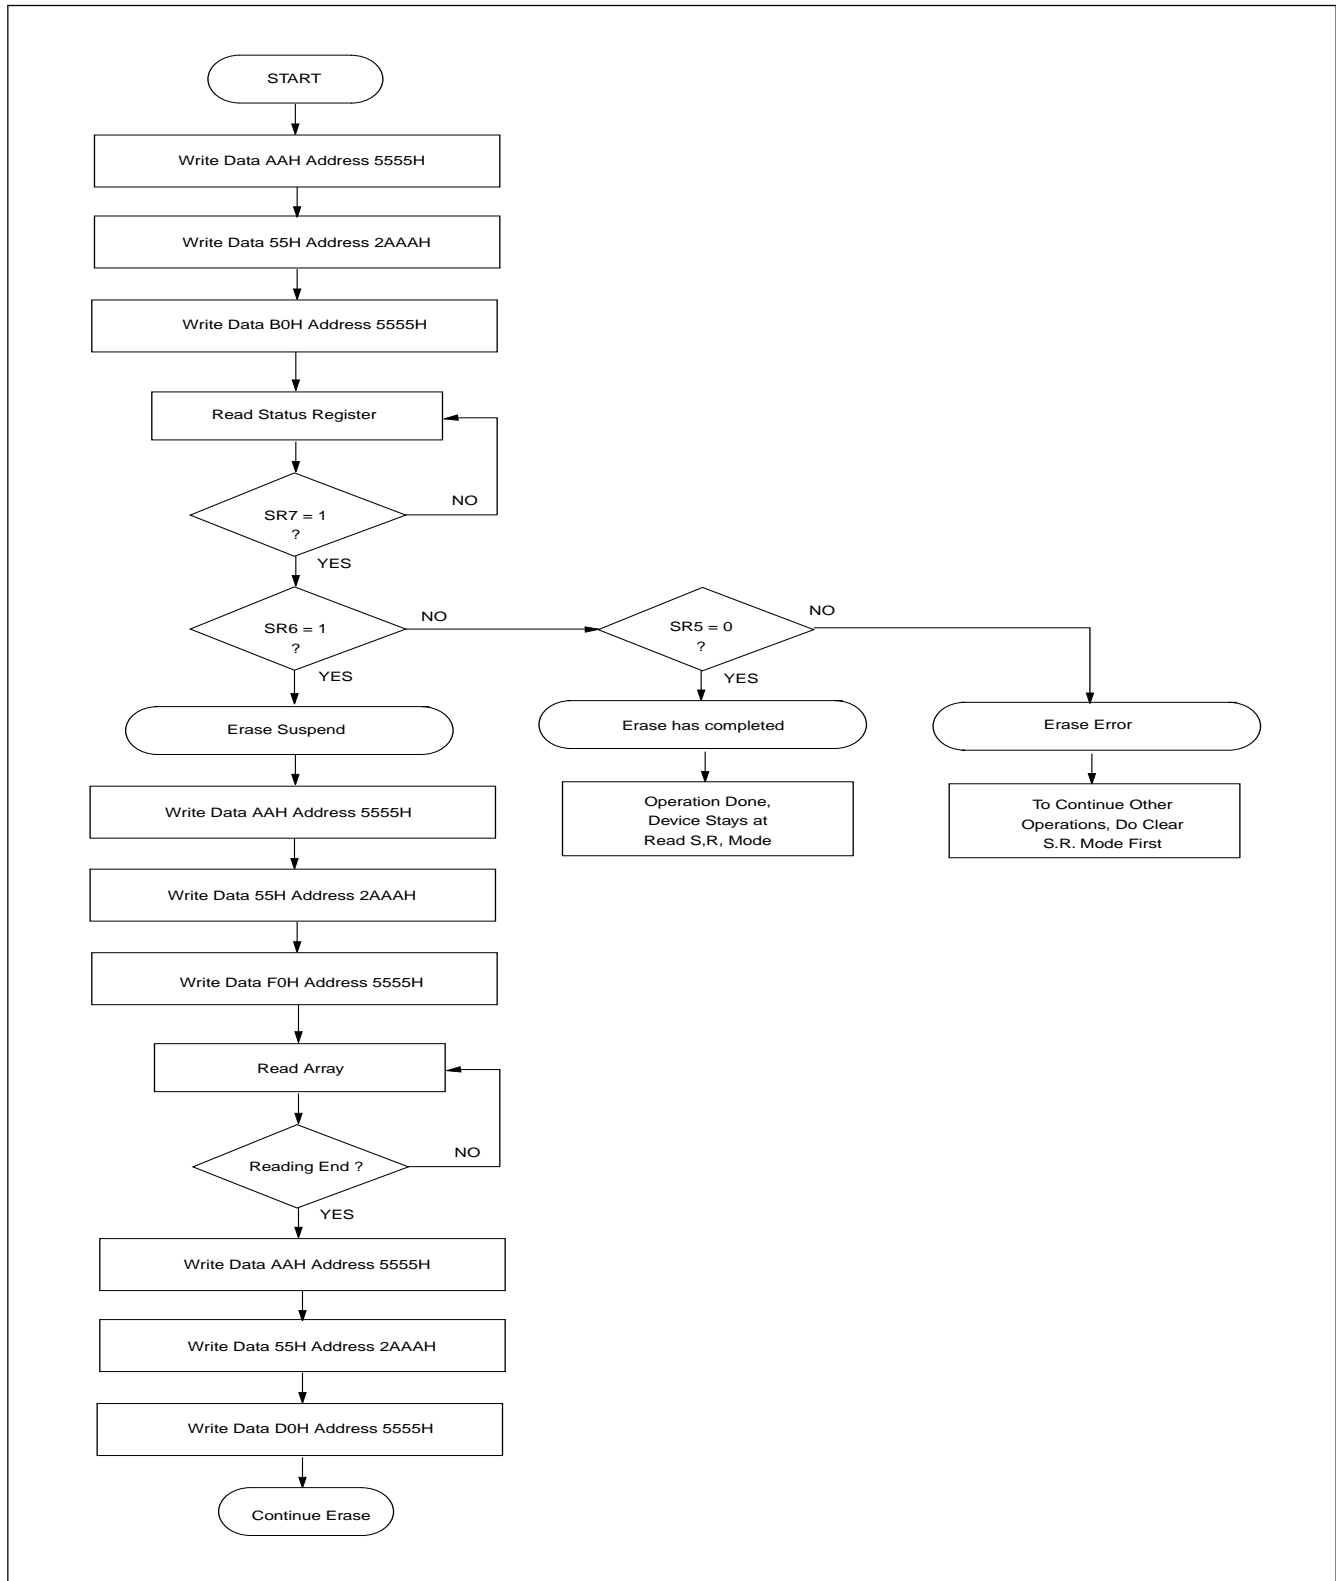 START
Write Data AAH Address 5555H
Write Data 55H Address 2AAAH
Write Data B0H Address 5555H
Read Status Register
NO
SR7 = 1
?
YES
NO
SR6 = 1
?
YES
NO
SR5 = 0
?
YES
Erase Suspend
Erase has completed
Erase Error
Write Data AAH Address 5555H
Operation Done,
Device Stays at
Read S,R, Mode
To Continue Other
Operations, Do Clear
S.R. Mode First
Write Data 55H Address 2AAAH
Write Data F0H Address 5555H
Read Array
NO
Reading End ?
YES
Write Data AAH Address 5555H
Write Data 55H Address 2AAAH
Write Data D0H Address 5555H
Continue Erase